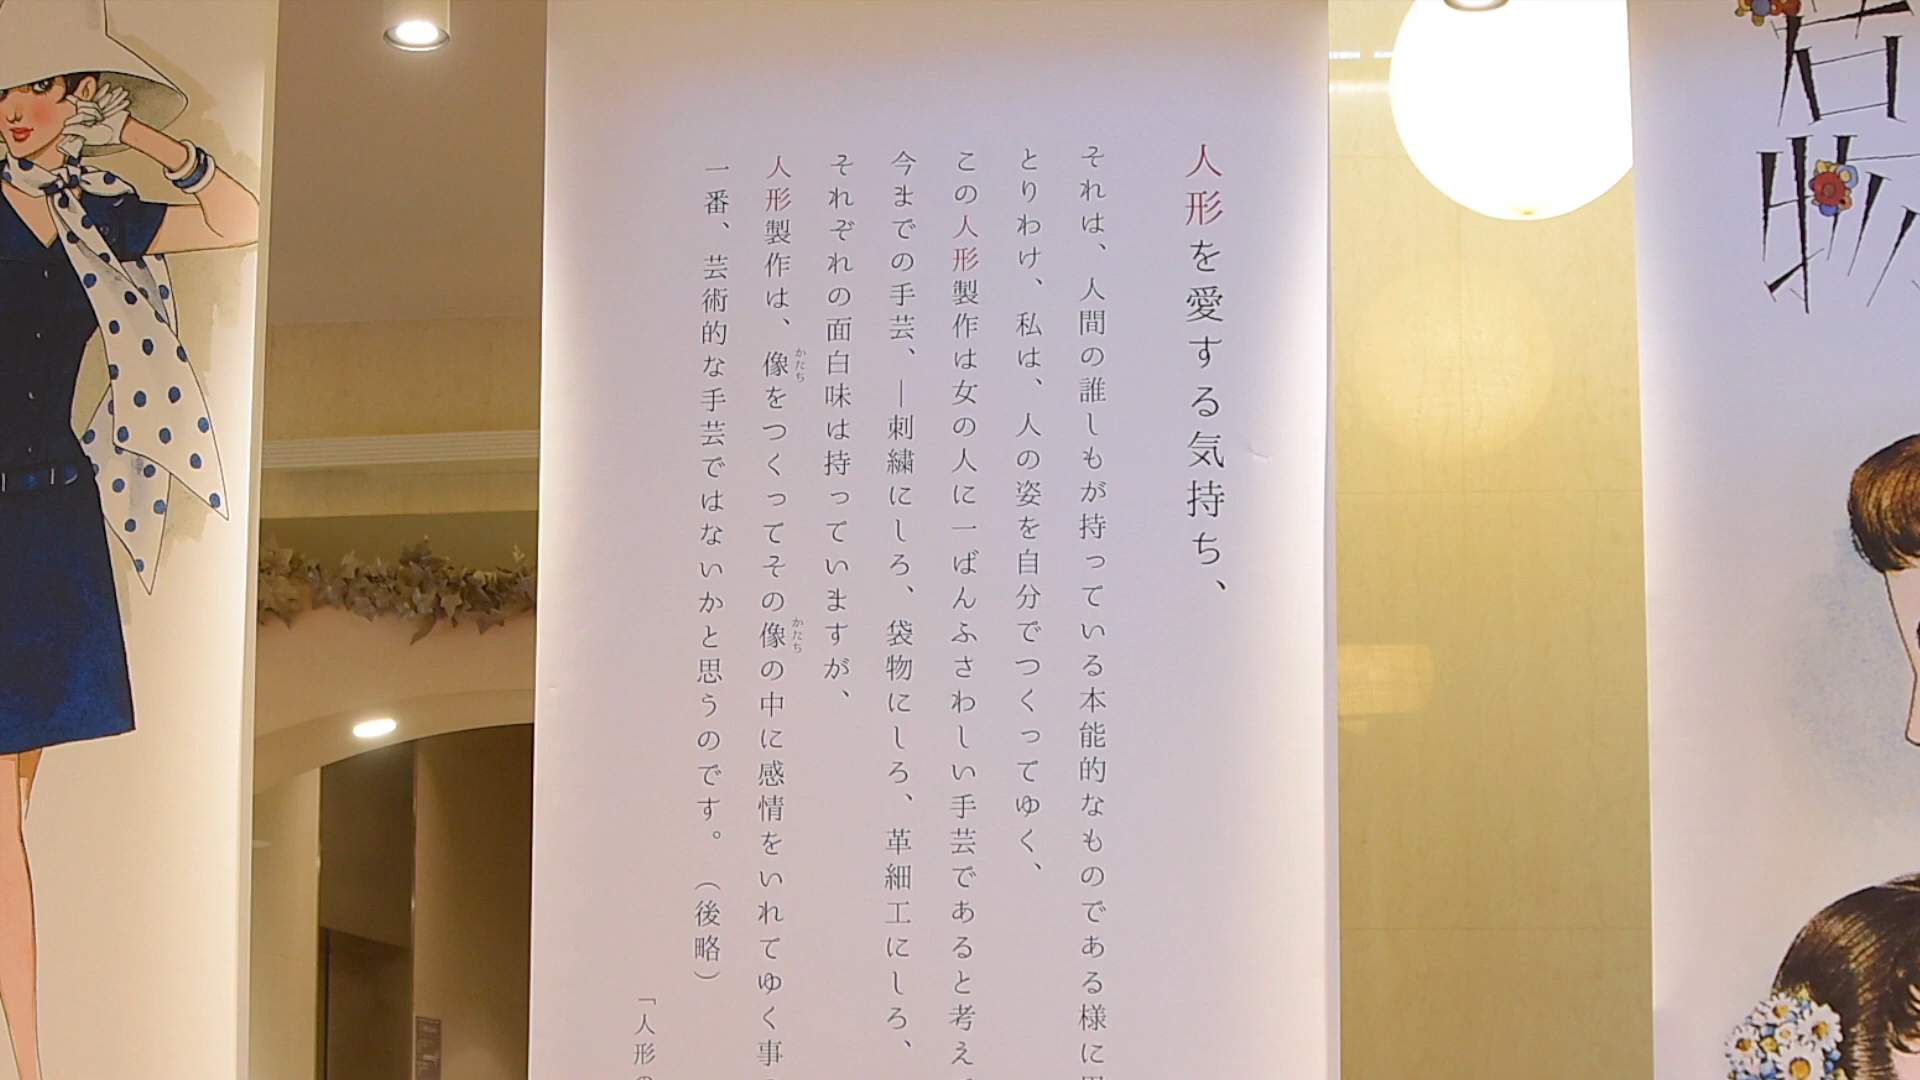 人形を愛する気持ち、
それは、人間の誰しもが持っている本能的なものである様に
とりわけ、私は、人の姿を自分でつくってゆく、
この人形製作は女の人に一ばんふさわしい手芸であると考え
今までの手芸、―刺繍にしろ、袋物にしろ、革細工にしろ、
それぞれの面白味は持っていますが、
人形製作は、像をつくってその像の中に感情をいれてゆく事
かたち
かたち
一番、芸術的な手芸ではないかと思うのです。（後略）
「人形の